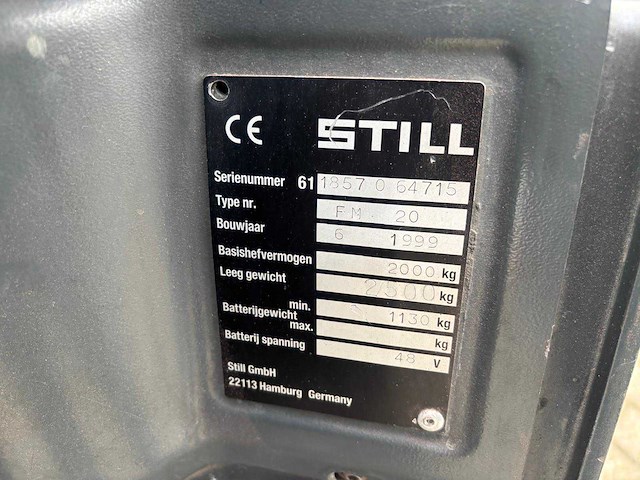 CE STILL
Serienummer 61 1857 0 64715
Type nr. FM 20
Bouwjaar 6 1999
Basishefvermogen 2000 kg
Leeg gewicht 2500 kg
min. 1130 kg
Batterijgewicht
max. kg
Batterij spanning 48 V
Still GmbH
22113 Hamburg Germany